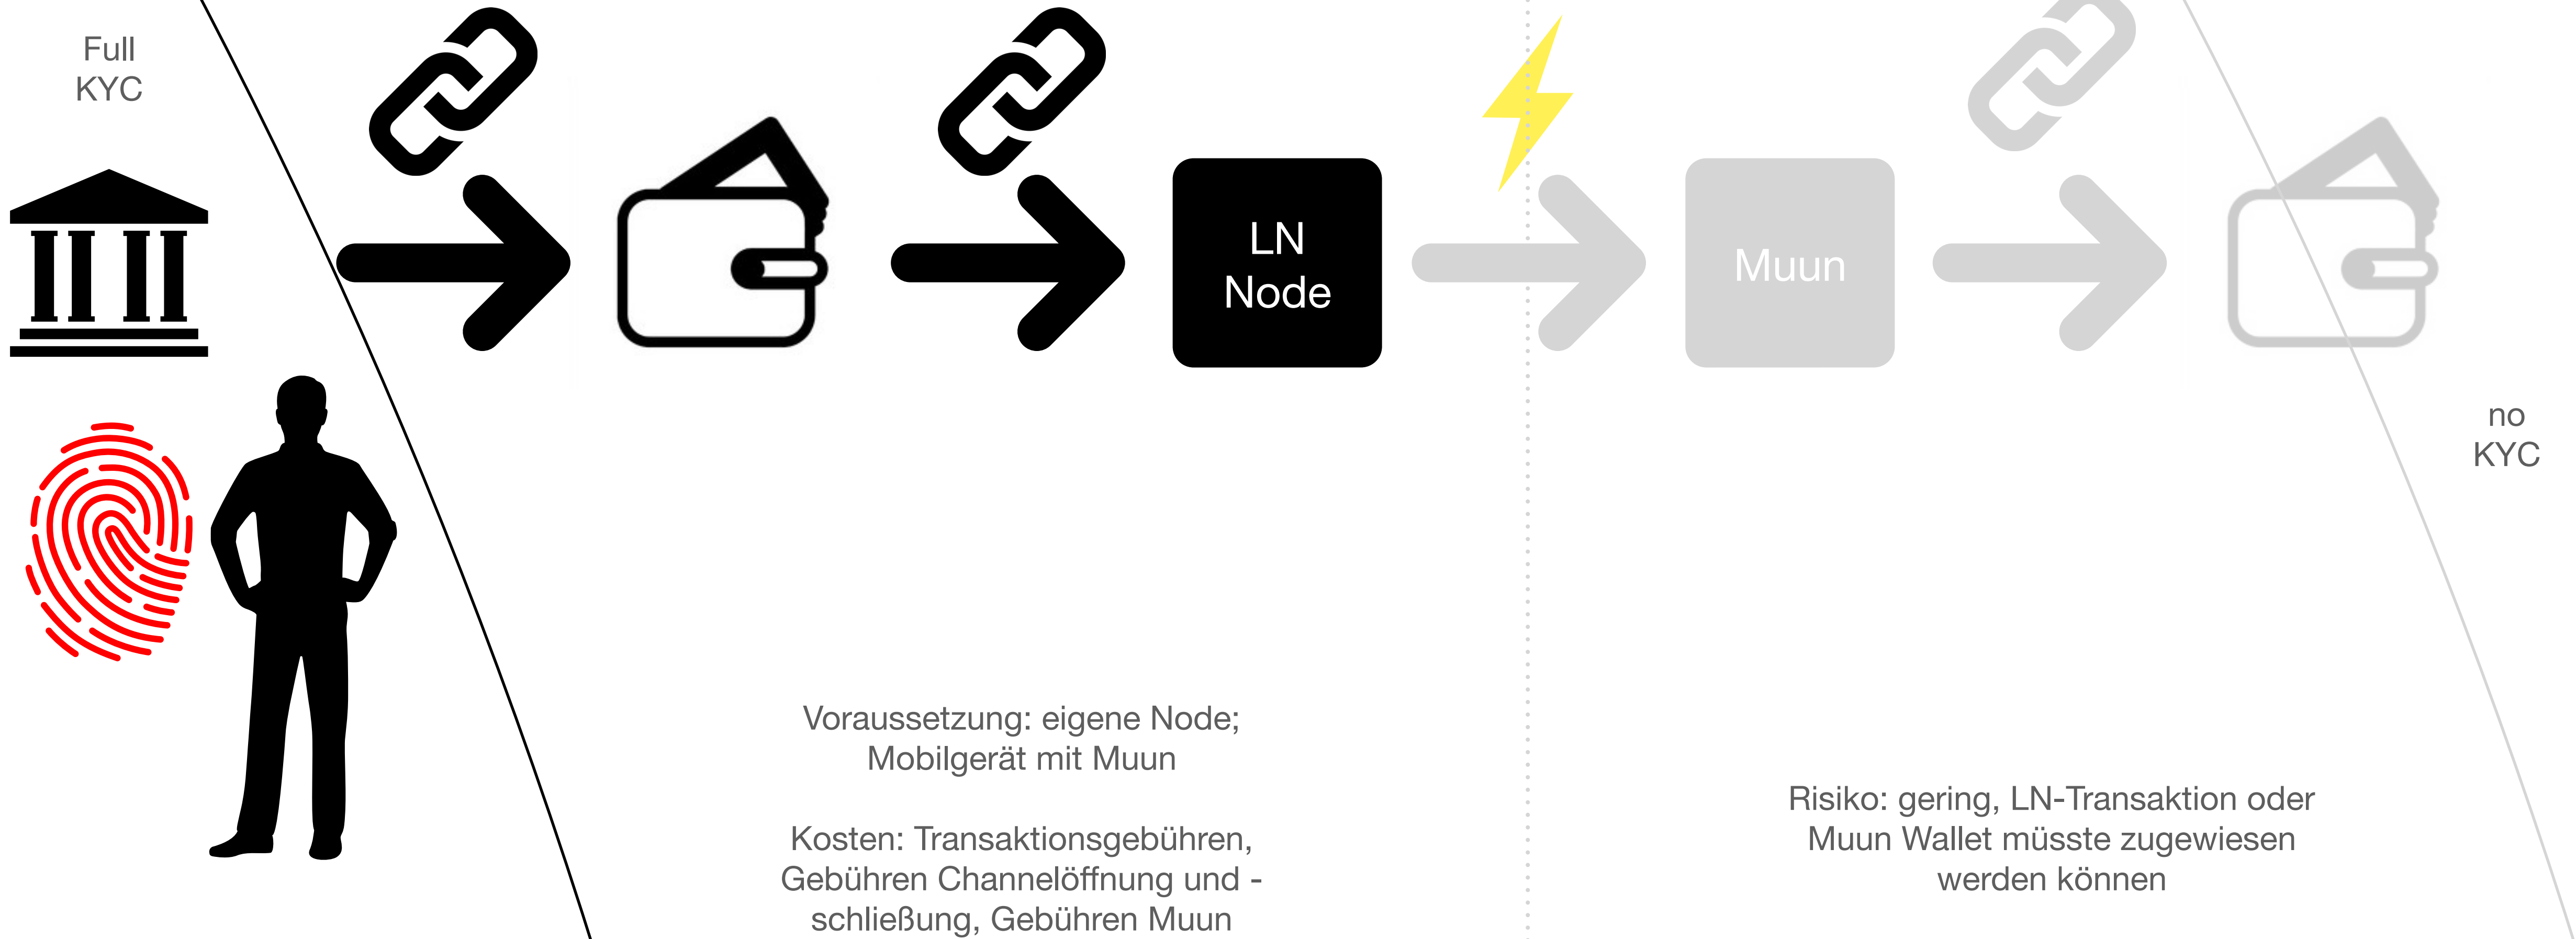 Full
KYC
LN
Node
Muun
no
KYC
Voraussetzung: eigene Node;
Mobilgerät mit Muun
Kosten: Transaktionsgebühren,
Gebühren Channelöffnung und -
schließung, Gebühren Muun
Risiko: gering, LN-Transaktion oder
Muun Wallet müsste zugewiesen
werden können